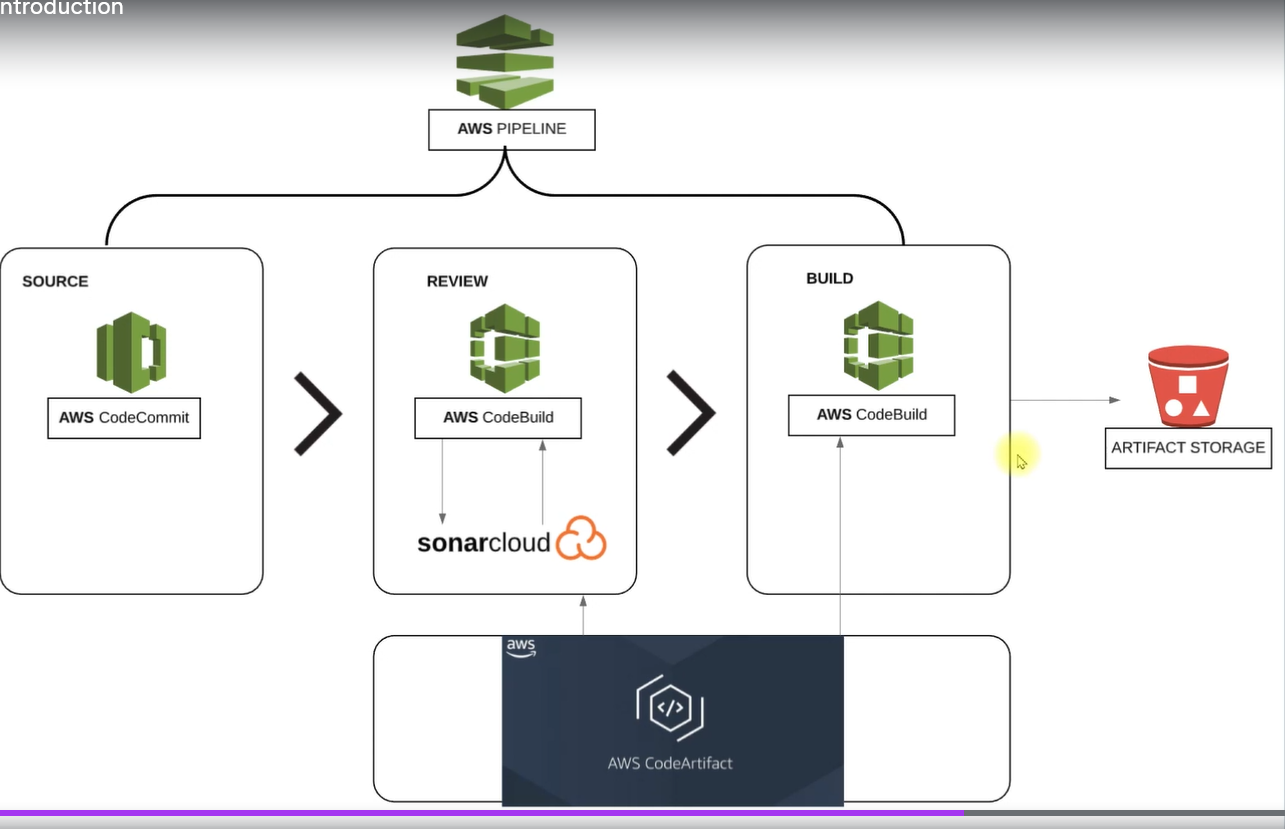 ntroduction
AWS PIPELINE
SOURCE
REVIEW
BUILD
AWS CodeCommit
AWS CodeBuild
AWS CodeBuild
ARTIFACT STORAGE
sonarcloud
aws
</>
AWS CodeArtifact